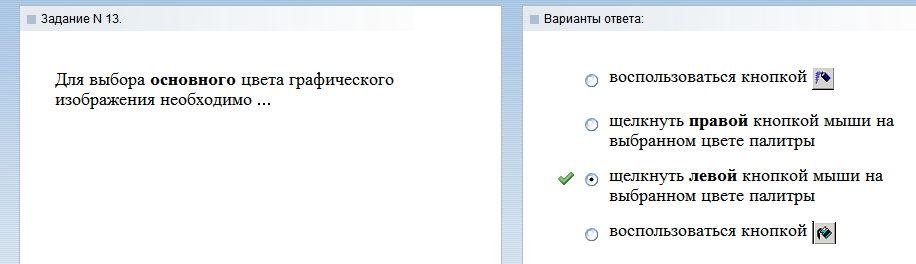 Задание N 13.
Для выбора основного цвета графического
изображения необходимо ...
Варианты ответа:
воспользоваться кнопкой
щелкнуть правой кнопкой мыши на
выбранном цвете палитры
щелкнуть левой кнопкой мыши на
выбранном цвете палитры
воспользоваться кнопкой